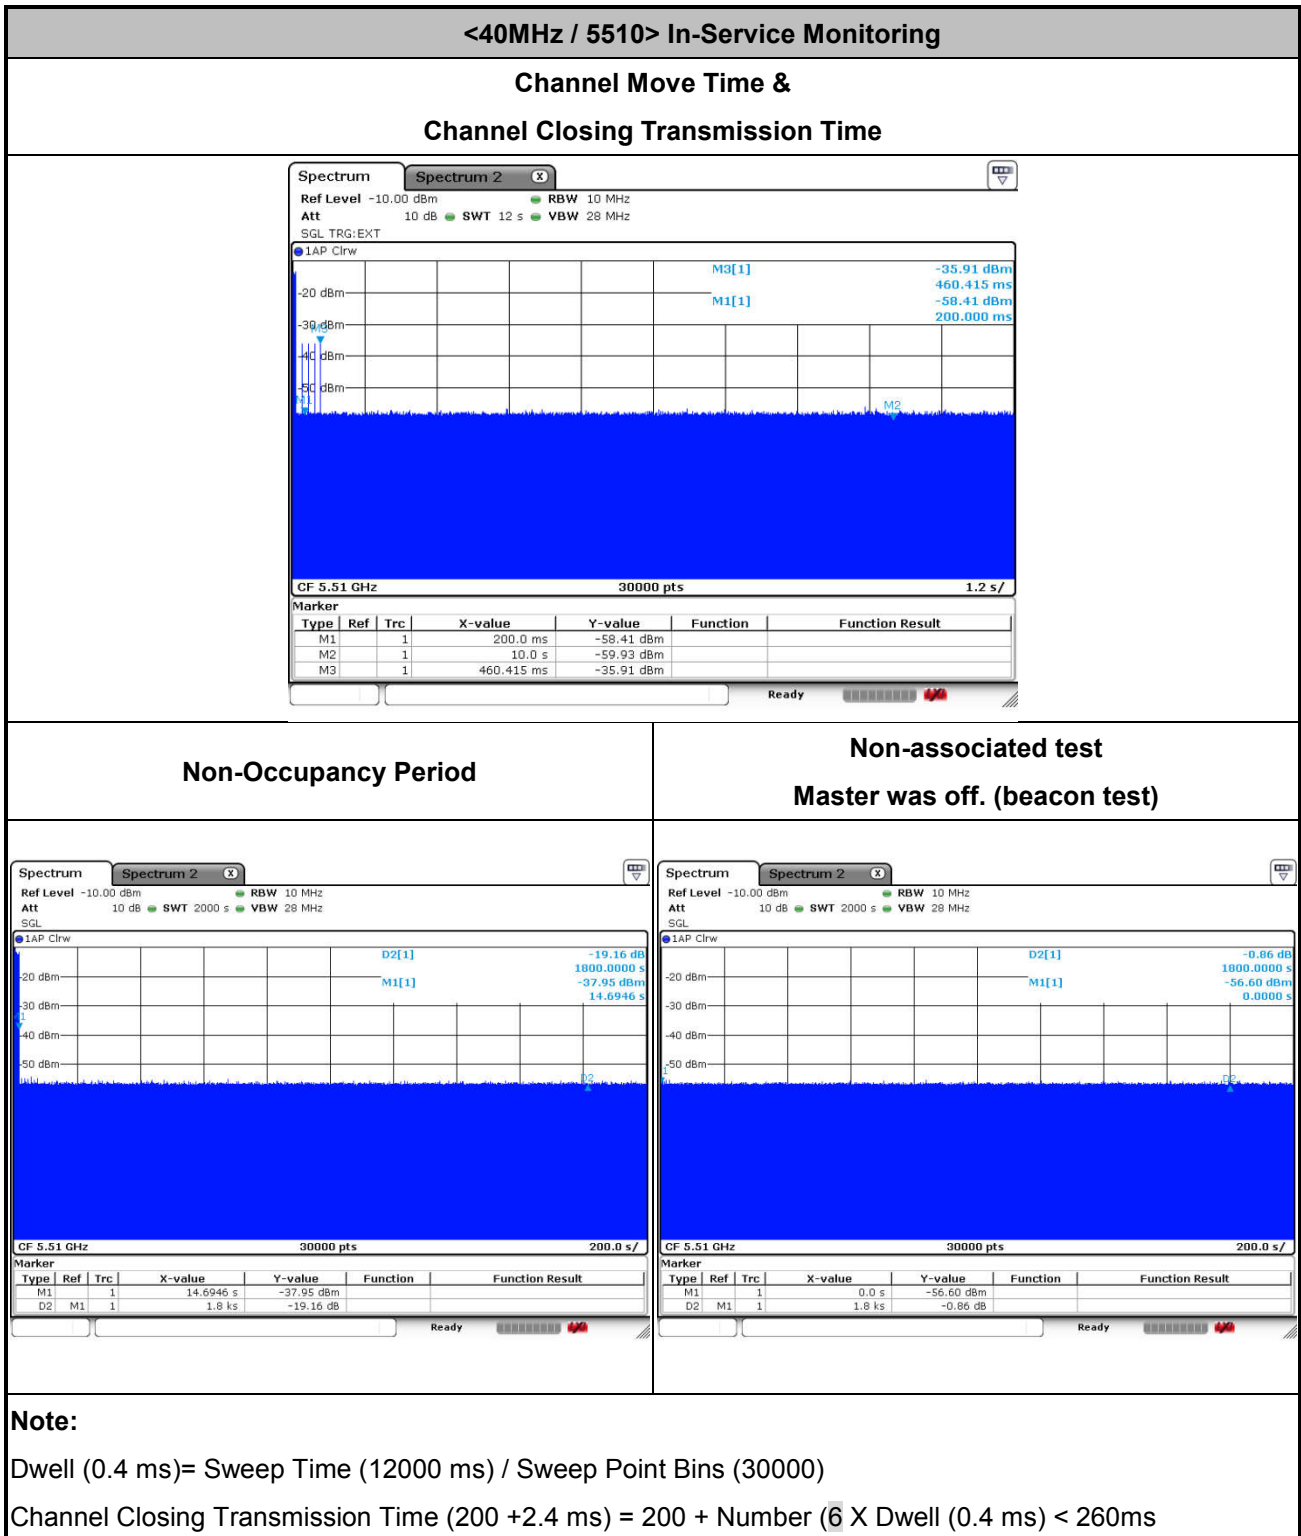 <40MHz / 5510> In-Service Monitoring
Channel Move Time &
Channel Closing Transmission Time
Spectrum Spectrum 2 X
Ref Level -10.00 dBm RBW 10 MHz
Att 10 dB SWT 12 s VBW 28 MHz
SGL TRG:EXT
1AP Clrw
M3[1] -35.91 dBm
460.415 ms
-20 dBm
M1[1] -58.41 dBm
200.000 ms
-30 dBm
M3
-40 dBm
-50 dBm
M1
M2
CF 5.51 GHz 30000 pts 1.2 s/
Marker
Type Ref Trc X-value Y-value Function Function Result
M1 1 200.0 ms -58.41 dBm
M2 1 10.0 s -59.93 dBm
M3 1 460.415 ms -35.91 dBm
Ready
Non-Occupancy Period
Non-associated test
Master was off. (beacon test)
Spectrum Spectrum 2 X
Ref Level -10.00 dBm RBW 10 MHz
Att 10 dB SWT 2000 s VBW 28 MHz
SGL
1AP Clrw
D2[1] -19.16 dB
1800.0000 s
-20 dBm
M1[1] -37.95 dBm
14.6946 s
-30 dBm
-40 dBm
-50 dBm
D2
CF 5.51 GHz 30000 pts 200.0 s/
Marker
Type Ref Trc X-value Y-value Function Function Result
M1 1 14.6946 s -37.95 dBm
D2 M1 1 1.8 ks -19.16 dB
Ready
Spectrum Spectrum 2 X
Ref Level -10.00 dBm RBW 10 MHz
Att 10 dB SWT 2000 s VBW 28 MHz
SGL
1AP Clrw
D2[1] -0.86 dB
1800.0000 s
-20 dBm
M1[1] -56.60 dBm
0.0000 s
-30 dBm
-40 dBm
-50 dBm
D2
CF 5.51 GHz 30000 pts 200.0 s/
Marker
Type Ref Trc X-value Y-value Function Function Result
M1 1 0.0 s -56.60 dBm
D2 M1 1 1.8 ks -0.86 dB
Ready
Note:
Dwell (0.4 ms)= Sweep Time (12000 ms) / Sweep Point Bins (30000)
Channel Closing Transmission Time (200 +2.4 ms) = 200 + Number (6 X Dwell (0.4 ms) < 260ms